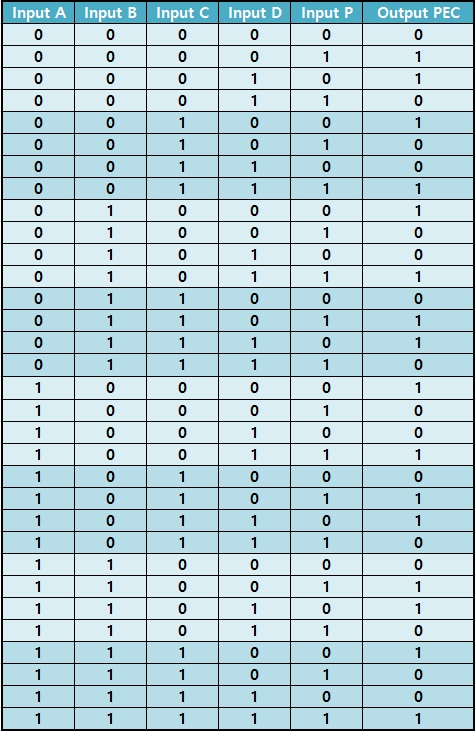 Input A Input B Input C Input D Input P Output PEC
0 0 0 0 0 0
0 0 0 0 1 1
0 0 0 1 0 1
0 0 0 1 1 0
0 0 1 0 0 1
0 0 1 0 1 0
0 0 1 1 0 0
0 0 1 1 1 1
0 1 0 0 0 1
0 1 0 0 1 0
0 1 0 1 0 0
0 1 0 1 1 1
0 1 1 0 0 0
0 1 1 0 1 1
0 1 1 1 0 1
0 1 1 1 1 0
1 0 0 0 0 1
1 0 0 0 1 0
1 0 0 1 0 0
1 0 0 1 1 1
1 0 1 0 0 0
1 0 1 0 1 1
1 0 1 1 0 1
1 0 1 1 1 0
1 1 0 0 0 0
1 1 0 0 1 1
1 1 0 1 0 1
1 1 0 1 1 0
1 1 1 0 0 1
1 1 1 0 1 0
1 1 1 1 0 0
1 1 1 1 1 1